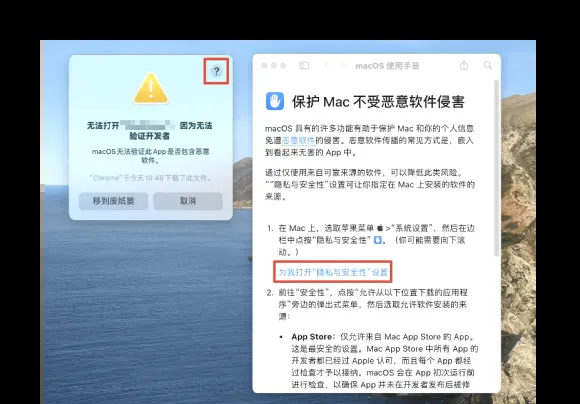 ?
无法打开 因为无法
验证开发者
macOS 无法验证此App 是否包含恶意
软件。
"Chrome"于今天 10:48 下载了此文件。
移到废纸篓
取消
macOS 使用手册
保护 Mac 不受恶意软件侵害
macOS 具有的许多功能有助于保护 Mac 和你的个人信息
免遭恶意软件的侵害。恶意软件传播的常见方式是，嵌入
到看起来无害的 App 中。
通过仅使用来自可靠来源的软件，可以降低此类风险。
““隐私与安全性”设置可让你指定在 Mac 上安装的软件的
来源。
1. 在 Mac 上，选取苹果菜单 >“系统设置”，然后在边
栏中点按“隐私与安全性” 。（你可能需要向下滚
动。）
为我打开“隐私与安全性”设置
2. 前往“安全性”，点按“允许从以下位置下载的应用程
序”旁边的弹出式菜单，然后选取允许软件安装的来
源：
• App Store：仅允许来自 Mac App Store 的 App。
这是最安全的设置。Mac App Store 中所有 App 的
开发者都已通过 Apple 认可，而且每个 App 都经
过检查才予以接纳。macOS 会在 App 初次运行前
进行检查，以确保 App 并未在开发者发布后被修